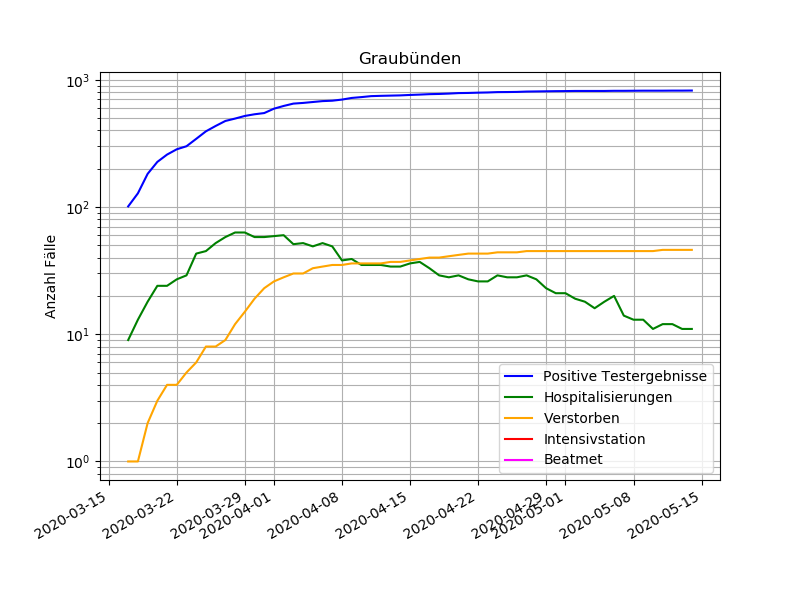 Graubünden
10³
10²
10¹
10⁰
Anzahl Fälle
Positive Testergebnisse
Hospitalisierungen
Verstorben
Intensivstation
Beatmet
2020-03-15
2020-03-22
2020-03-29
2020-04-01
2020-04-08
2020-04-15
2020-04-22
2020-04-29
2020-05-01
2020-05-08
2020-05-15